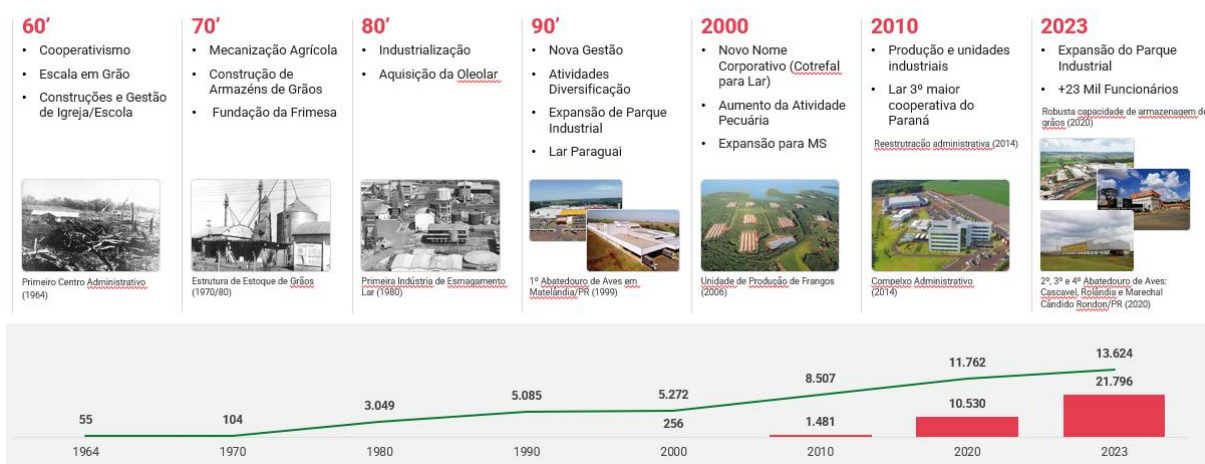 60’
• Cooperativismo
• Escala em Grão
• Construções e Gestão
de Igreja/Escola
Primeiro Centro Administrativo
(1964)
70’
• Mecanização Agrícola
• Construção de
Armazéns de Grãos
• Fundação da Frimesa
Estrutura de Estoque de Grãos
(1970/80)
80’
• Industrialização
• Aquisição da Oleolar
Primeira Indústria de Esmagamento
Lar (1980)
90’
• Nova Gestão
• Atividades
Diversificação
• Expansão de Parque
Industrial
• Lar Paraguai
1º Abatedouro de Aves em
Matelândia/PR (1999)
2000
• Novo Nome
Corporativo (Cotrefal
para Lar)
• Aumento da Atividade
Pecuária
• Expansão para MS
Unidade de Produção de Frangos
(2006)
2010
• Produção e unidades
industriais
• Lar 3º maior
cooperativa do
Paraná
Reestrutração administrativa (2014)
Compelxo Administrativo
(2014)
2023
• Expansão do Parque
Industrial
• +23 Mil Funcionários
Robusta capacidade de armazenagem de
grãos (2020)
2º, 3º e 4º Abatedouro de Aves:
Cascavel, Rolândia e Marechal
Cândido Rondon/PR (2020)
55
104
3.049
5.085
5.272
8.507
11.762
13.624
256
1.481
10.530
21.796
1964
1970
1980
1990
2000
2010
2020
2023